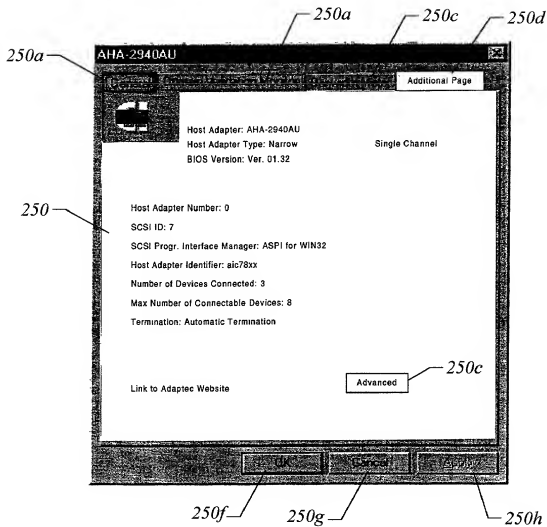 250a
250c
250d
250a
AHA-2940AU
Additional Page
Host Adapter: AHA-2940AU
Host Adapter Type: Narrow Single Channel
BIOS Version: Ver. 01.32
250
Host Adapter Number: 0
SCSI ID: 7
SCSI Progr. Interface Manager: ASPI for WIN32
Host Adapter Identifier: aic78xx
Number of Devices Connected: 3
Max Number of Connectable Devices: 8
Termination: Automatic Termination
Link to Adaptec Website
Advanced
250c
OK
Cancel
Apply
250f
250g
250h